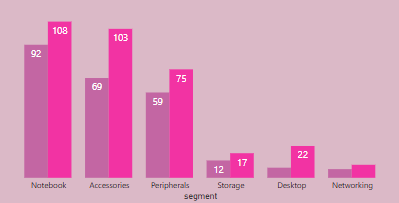 92 108
69 103
59 75
12 17
22
Notebook Accessories Peripherals Storage Desktop Networking
segment